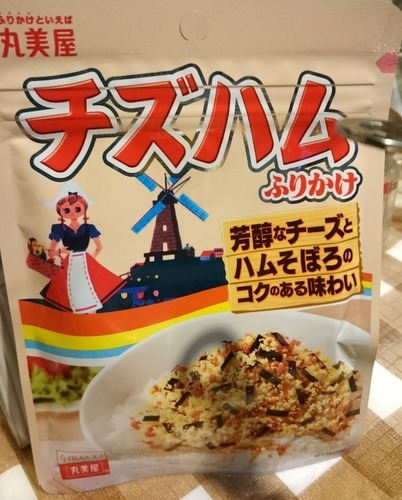 ふりかけといえば
丸美屋
チズハム
ふりかけ
芳醇なチーズと
ハムそぼろの
コクのある味わい
丸美屋